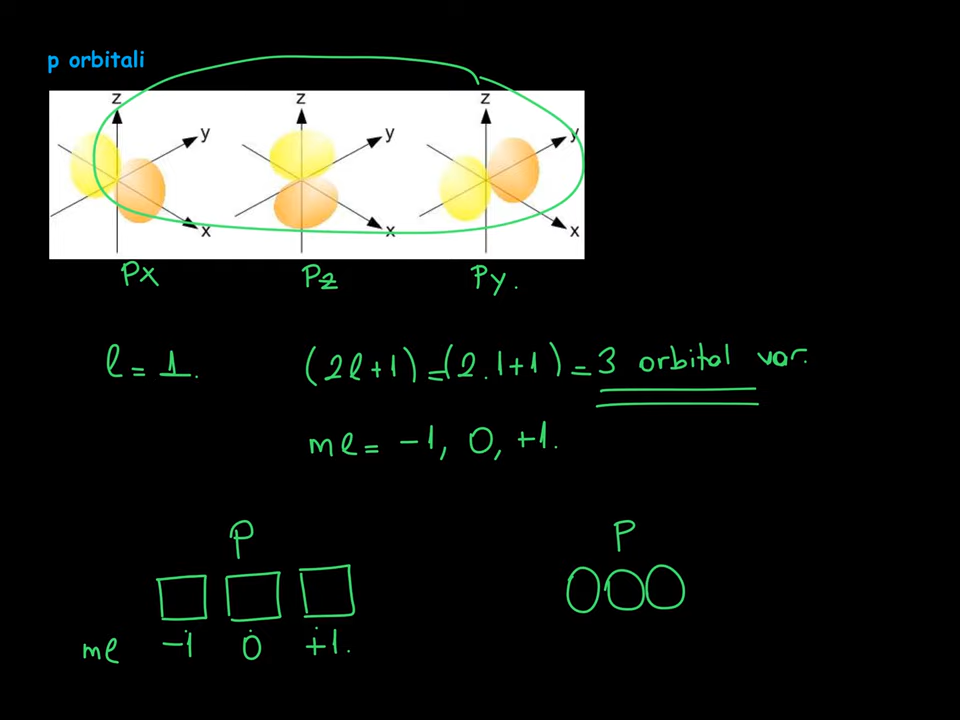 p orbitali
z z z
y y y
x x x
Px Pz Py.
l = 1. (2l+1) = (2.1+1) = 3 orbital var.
ml = -1, 0, +1.
P P
ml -1 0 +1.